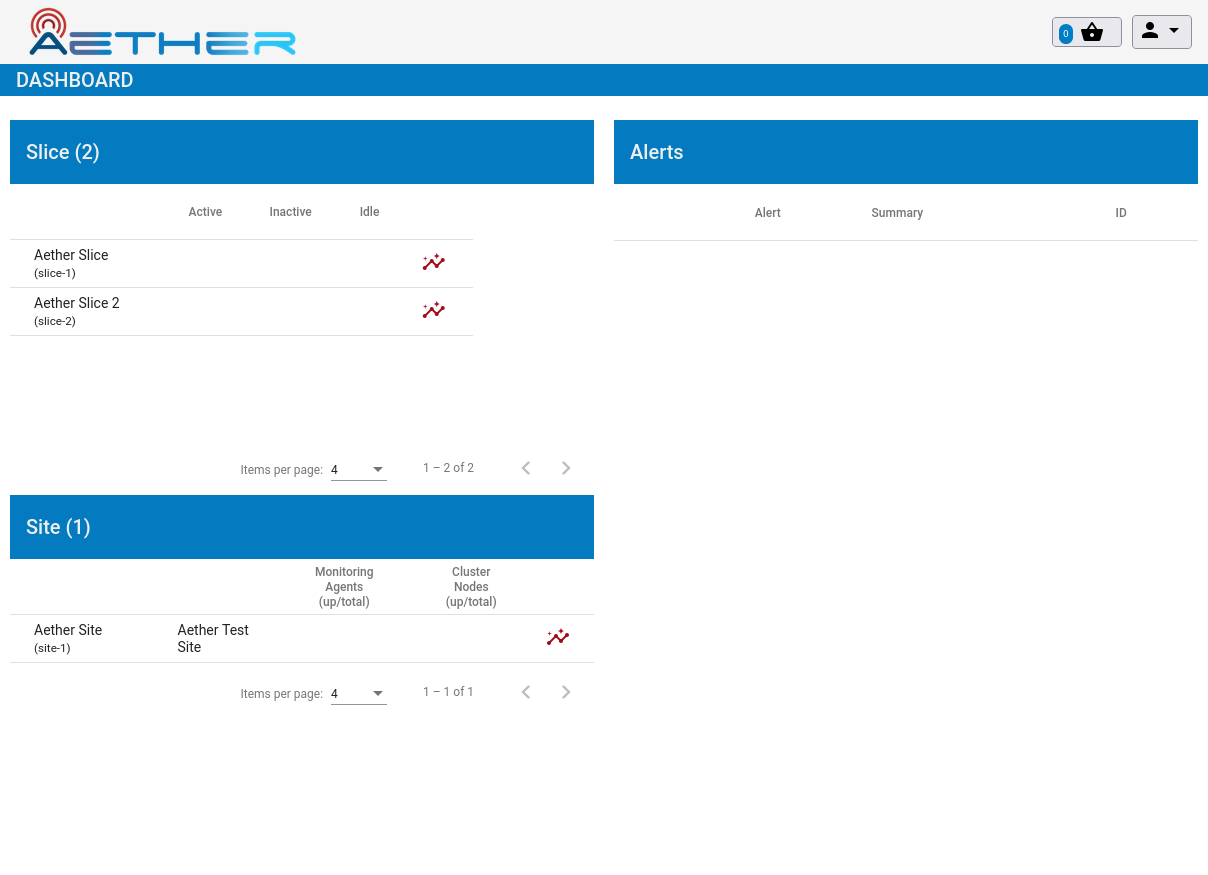 AETHER
0
DASHBOARD
Slice (2)
Active Inactive Idle
Aether Slice
(slice-1)
Aether Slice 2
(slice-2)
Items per page: 4 1 – 2 of 2
Site (1)
Monitoring Agents (up/total) Cluster Nodes (up/total)
Aether Site
(site-1)
Aether Test
Site
Items per page: 4 1 – 1 of 1
Alerts
Alert Summary ID